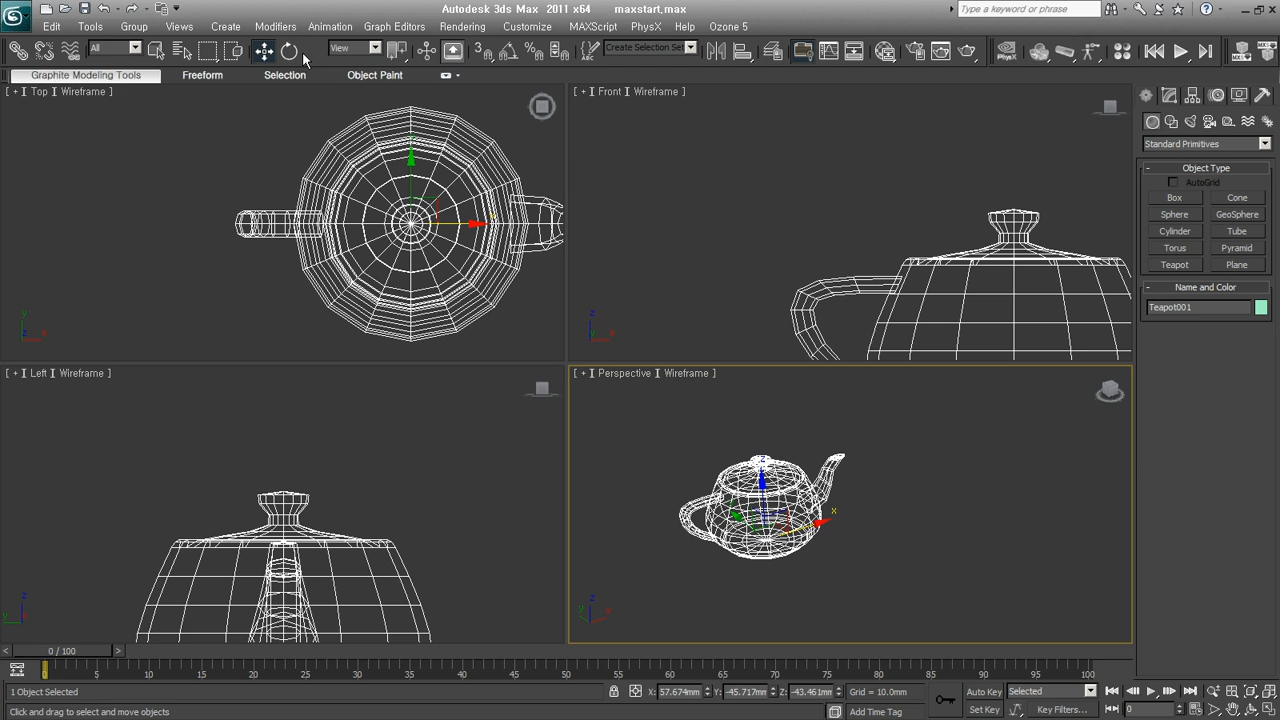 Autodesk 3ds Max 2011 x64 maxstart.max
Type a keyword or phrase
Edit Tools Group Views Create Modifiers Animation Graph Editors Rendering Customize MAXScript PhysX Help Ozone 5
All View Create Selection Set
Graphite Modeling Tools Freeform Selection Object Paint
[ + ] Top ] Wireframe ]
[ + ] Front ] Wireframe ]
Standard Primitives
Object Type
AutoGrid
Box Cone
Sphere GeoSphere
Cylinder Tube
Torus Pyramid
Teapot Plane
Name and Color
Teapot001
[ + ] Left ] Wireframe ]
[ + ] Perspective ] Wireframe ]
z
x
0 / 100
0 5 10 15 20 25 30 35 40 45 50 55 60 65 70 75 80 85 90 95 100
1 Object Selected X: 57.674mm Y: -45.717mm Z: -43.461mm Grid = 10.0mm Auto Key Selected
Click and drag to select and move objects Add Time Tag Set Key Key Filters... 0